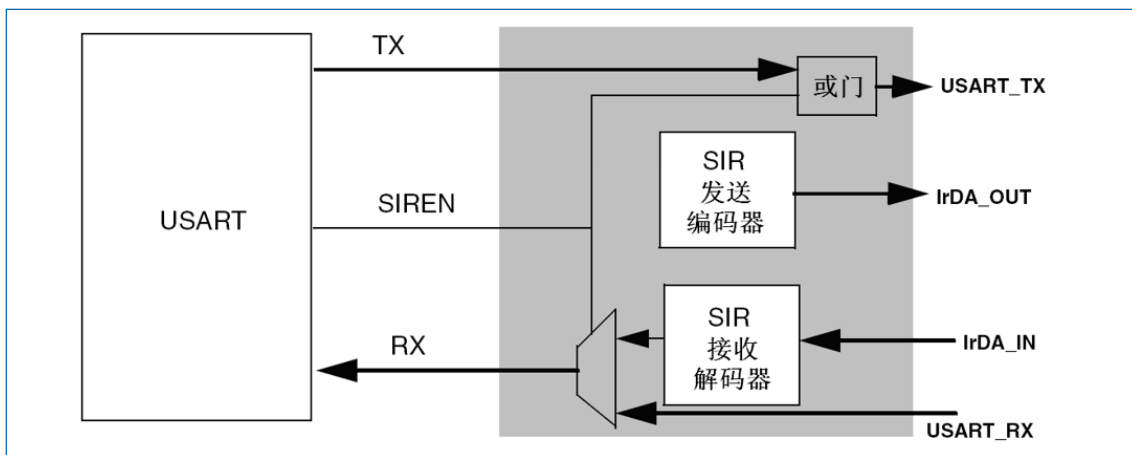 TX
或门
USART_TX
SIR
发送
编码器
IrDA_OUT
USART
SIREN
SIR
接收
解码器
IrDA_IN
RX
USART_RX